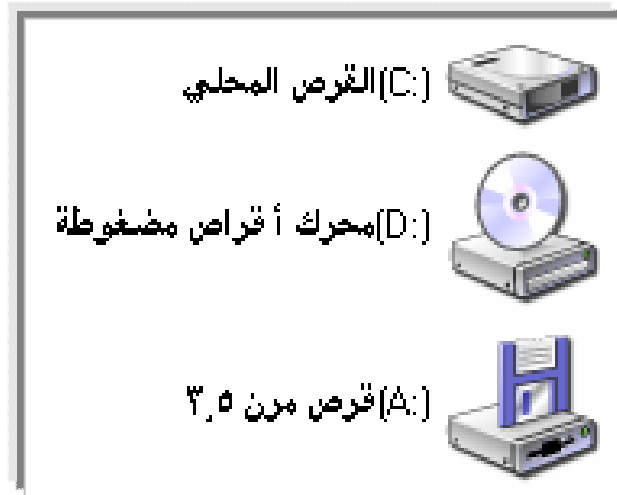 (C:)القرص المحلي
(D:)محرك أقراص مضغوطة
(A:)قرص مرن ٣,٥